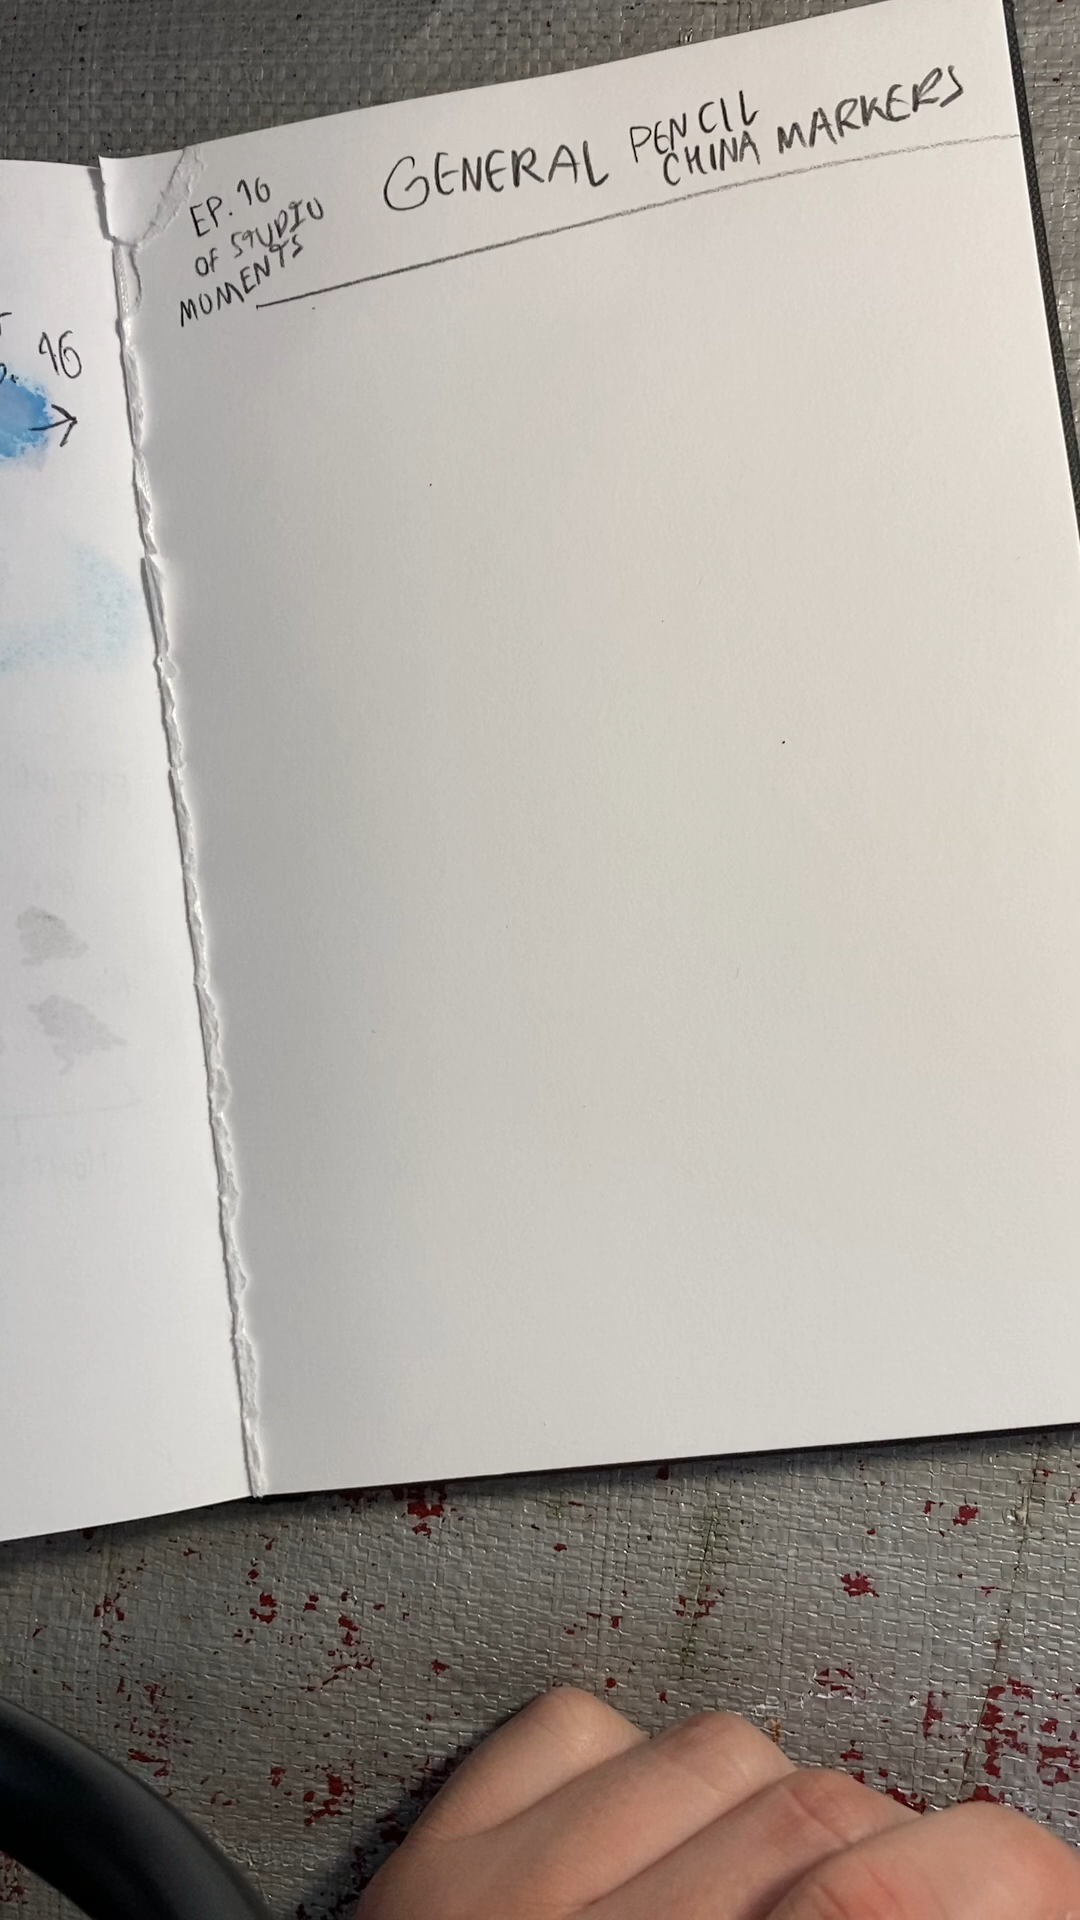 EP. 16
OF STUDIO
MOMENTS
GENERAL PENCIL
CHINA MARKERS
16